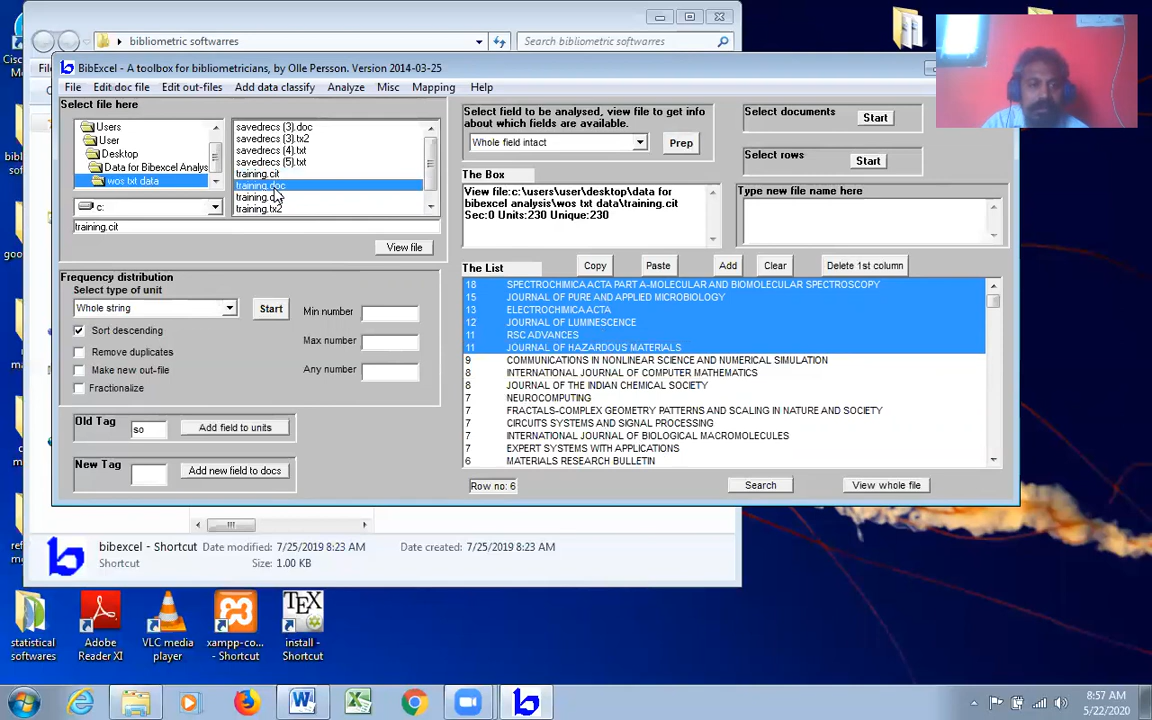 bibliometric softwarres
Search bibliometric softwarres
BibExcel - A toolbox for bibliometricians, by Olle Persson. Version 2014-03-25
File Edit doc file Edit out-files Add data classify Analyze Misc Mapping Help
Select file here
Users
User
Desktop
Data for Bibexcel Analys
wos txt data
savedrecs (3).doc
savedrecs (3).tx2
savedrecs (4).txt
savedrecs (5).txt
training.cit
training.doc
training.tx2
c:
training.cit
View file
Select field to be analysed, view file to get info
about which fields are available.
Whole field intact
Prep
Select documents
Start
Select rows
Start
The Box
View file:c:\users\user\desktop\data for
bibexcel analysis\wos txt data\training.cit
Sec:0 Units:230 Unique:230
Type new file name here
The List
Copy
Paste
Add
Clear
Delete 1st column
18 SPECTROCHIMICA ACTA PART A-MOLECULAR AND BIOMOLECULAR SPECTROSCOPY
15 JOURNAL OF PURE AND APPLIED MICROBIOLOGY
13 ELECTROCHIMICA ACTA
12 JOURNAL OF LUMINESCENCE
11 RSC ADVANCES
11 JOURNAL OF HAZARDOUS MATERIALS
9 COMMUNICATIONS IN NONLINEAR SCIENCE AND NUMERICAL SIMULATION
8 INTERNATIONAL JOURNAL OF COMPUTER MATHEMATICS
8 JOURNAL OF THE INDIAN CHEMICAL SOCIETY
7 NEUROCOMPUTING
7 FRACTALS-COMPLEX GEOMETRY PATTERNS AND SCALING IN NATURE AND SOCIETY
7 CIRCUITS SYSTEMS AND SIGNAL PROCESSING
7 INTERNATIONAL JOURNAL OF BIOLOGICAL MACROMOLECULES
7 EXPERT SYSTEMS WITH APPLICATIONS
6 MATERIALS RESEARCH BULLETIN
Row no: 6
Search
View whole file
Frequency distribution
Select type of unit
Whole string
Start
Sort descending
Remove duplicates
Make new out-file
Fractionalize
Min number
Max number
Any number
Old Tag
so
Add field to units
New Tag
Add new field to docs
bibexcel - Shortcut Date modified: 7/25/2019 8:23 AM Date created: 7/25/2019 8:23 AM
Shortcut Size: 1.00 KB
statistical
softwares
Adobe
Reader XI
VLC media
player
xampp-co...
- Shortcut
TEX
install -
Shortcut
8:57 AM
5/22/2020